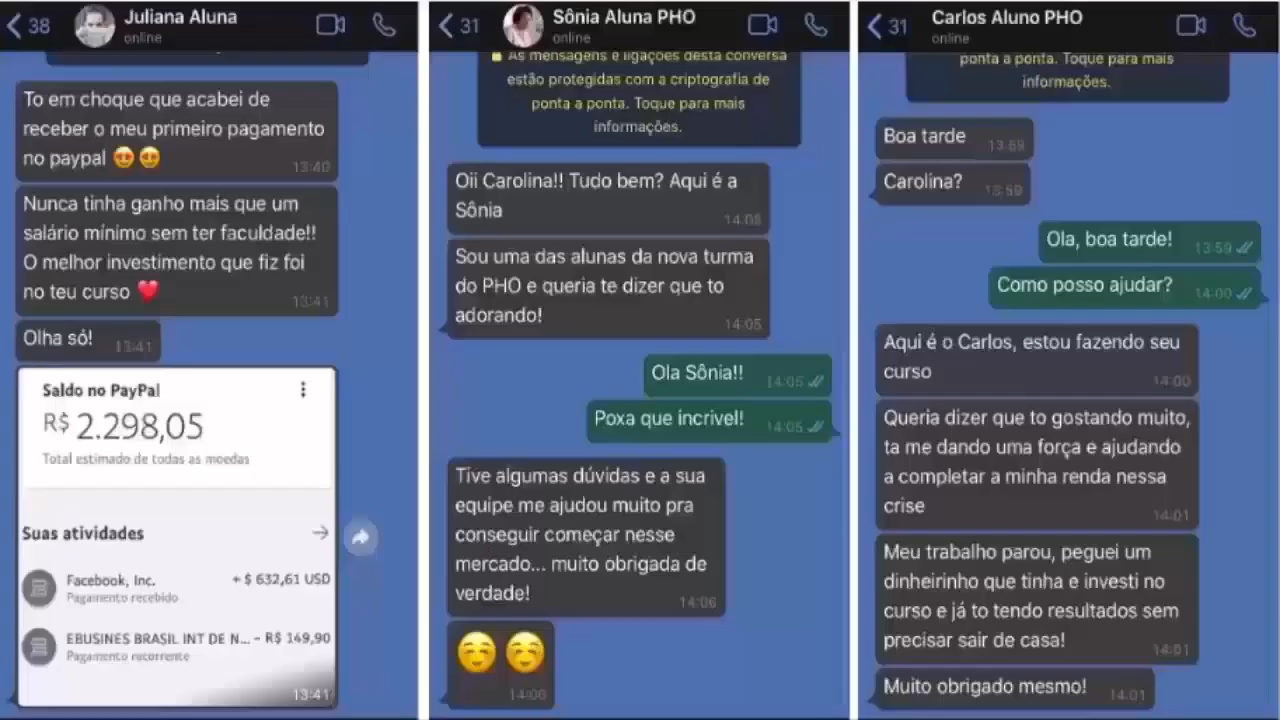 38
Juliana Aluna
online
To em choque que acabei de
receber o meu primeiro pagamento
no paypal 😍 😍
13:40
Nunca tinha ganho mais que um
salário mínimo sem ter faculdade!!
O melhor investimento que fiz foi
no teu curso ❤️
13:41
Olha só!
13:41
Saldo no PayPal
R$ 2.298,05
Total estimado de todas as moedas
Suas atividades
Facebook, Inc. + $ 632,61 USD
Pagamento recebido
EBUSINES BRASIL INT DE N... – R$ 149,90
Pagamento recorrente
13:41
31
Sônia Aluna PHO
online
As mensagens e ligações desta conversa
estão protegidas com a criptografia de
ponta a ponta. Toque para mais
informações.
Oii Carolina!! Tudo bem? Aqui é a
Sônia
14:05
Sou uma das alunas da nova turma
do PHO e queria te dizer que to
adorando!
14:05
Ola Sônia!!
14:05
Poxa que incrivel!
14:05
Tive algumas dúvidas e a sua
equipe me ajudou muito pra
conseguir começar nesse
mercado... muito obrigada de
verdade!
14:06
☺️ ☺️
14:06
31
Carlos Aluno PHO
online
ponta a ponta. Toque para mais
informações.
Boa tarde
13:59
Carolina?
13:59
Ola, boa tarde!
13:59
Como posso ajudar?
14:00
Aqui é o Carlos, estou fazendo seu
curso
14:00
Queria dizer que to gostando muito,
ta me dando uma força e ajudando
a completar a minha renda nessa
crise
14:01
Meu trabalho parou, peguei um
dinheirinho que tinha e investi no
curso e já to tendo resultados sem
precisar sair de casa!
14:01
Muito obrigado mesmo!
14:01